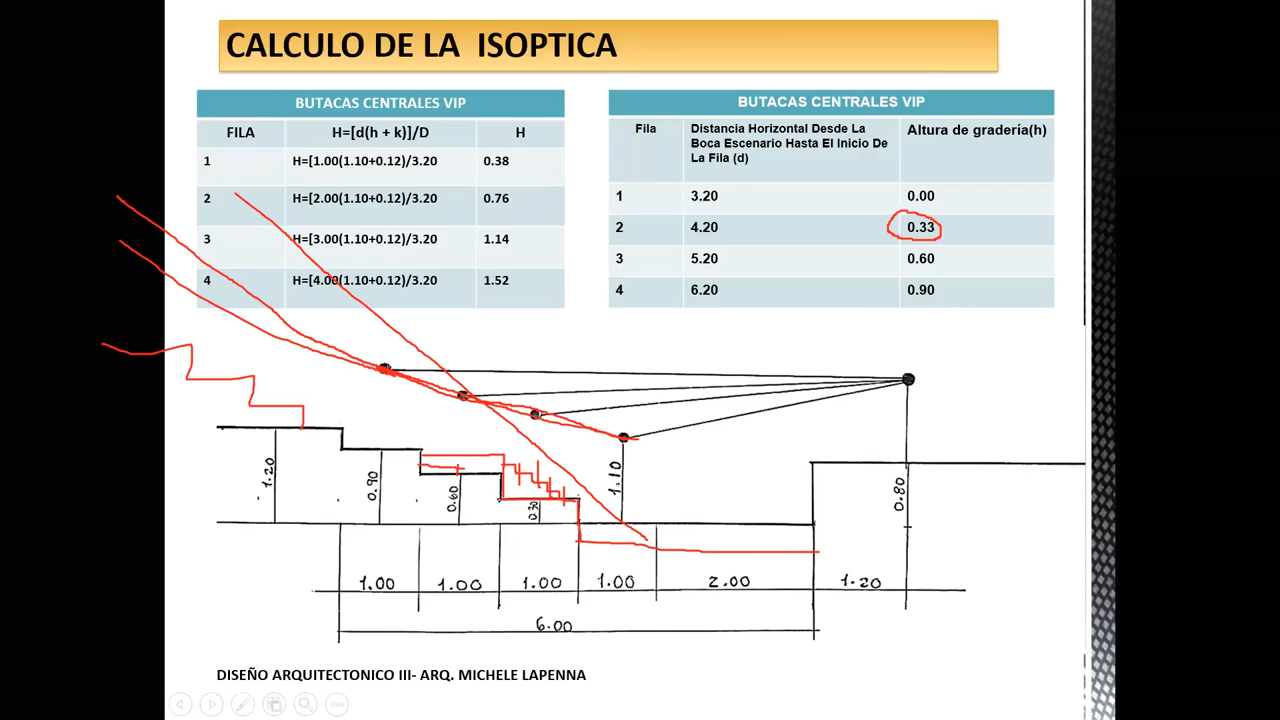 CALCULO DE LA ISOPTICA
BUTACAS CENTRALES VIP
FILA H=[d(h + k)]/D H
1 H=[1.00(1.10+0.12)/3.20 0.38
2 H=[2.00(1.10+0.12)/3.20 0.76
3 H=[3.00(1.10+0.12)/3.20 1.14
4 H=[4.00(1.10+0.12)/3.20 1.52
BUTACAS CENTRALES VIP
Fila Distancia Horizontal Desde La Altura de gradería(h)
Boca Escenario Hasta El Inicio De
La Fila (d)
1 3.20 0.00
2 4.20 0.33
3 5.20 0.60
4 6.20 0.90
1.20 0.90 0.60 0.30 1.10 0.80
1.00 1.00 1.00 1.00 2.00 1.20
6.00
DISEÑO ARQUITECTONICO III- ARQ. MICHELE LAPENNA